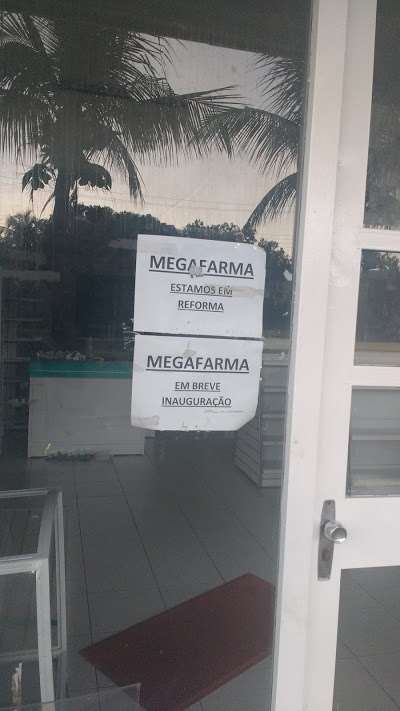 MEGAFARMA
ESTAMOS EM
REFORMA
MEGAFARMA
EM BREVE
INAUGURAÇÃO